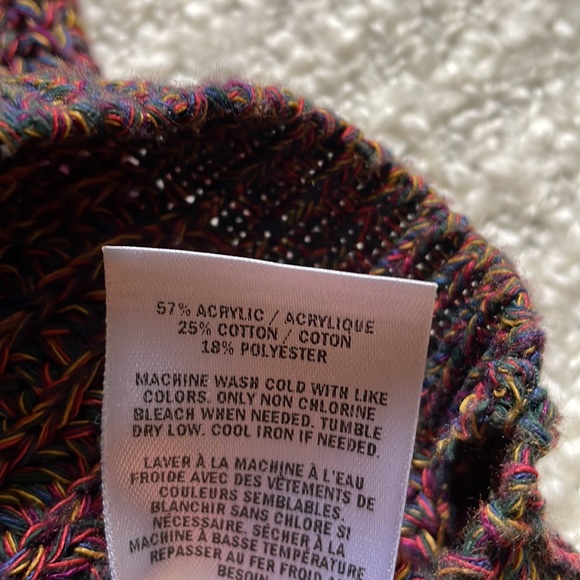 57% ACRYLIC / ACRYLIQUE
25% COTTON / COTON
18% POLYESTER
MACHINE WASH COLD WITH LIKE
COLORS. ONLY NON CHLORINE
BLEACH WHEN NEEDED. TUMBLE
DRY LOW. COOL IRON IF NEEDED.
LAVER À LA MACHINE À L'EAU
FROIDE AVEC DES VÊTEMENTS DE
COULEURS SEMBLABLES.
BLANCHIR SANS CHLORE SI
NÉCESSAIRE. SÉCHER À LA
MACHINE À BASSE TEMPÉRATURE
REPASSER AU FER FROID
BESOIN